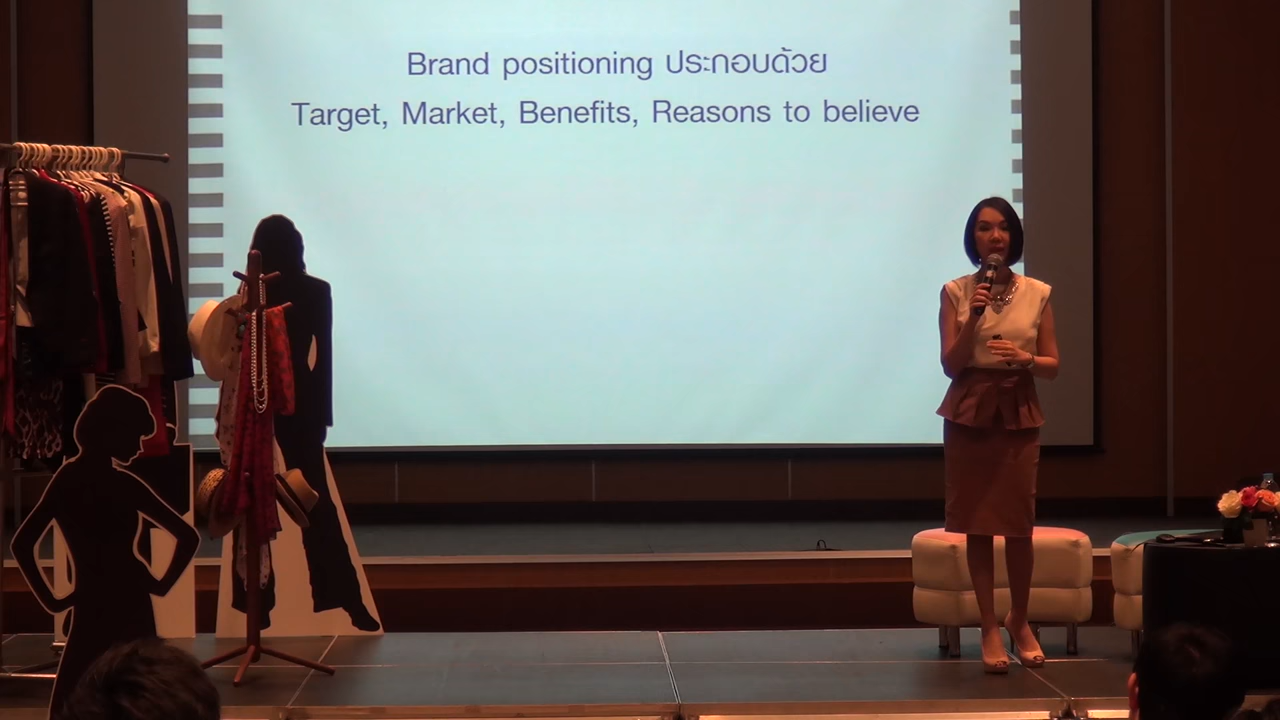 Brand positioning ประกอบด้วย
Target, Market, Benefits, Reasons to believe